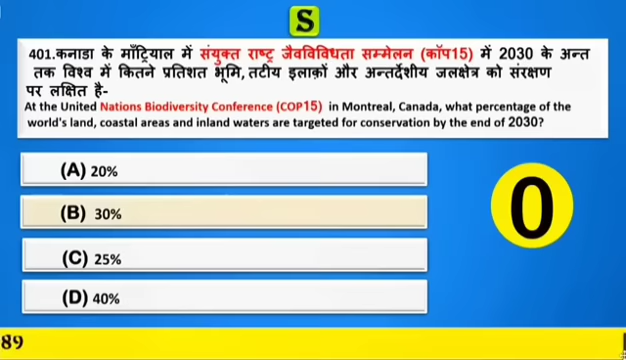 S
401.कनाडा के मॉंट्रियाल में संयुक्त राष्ट्र जैवविविधता सम्मेलन (कॉप15) में 2030 के अन्त
तक विश्व में कितने प्रतिशत भूमि, तटीय इलाक़ों और अन्तर्देशीय जलक्षेत्र को संरक्षण
पर लक्षित है-
At the United Nations Biodiversity Conference (COP15) in Montreal, Canada, what percentage of the
world's land, coastal areas and inland waters are targeted for conservation by the end of 2030?
(A) 20%
(B) 30%
0
(C) 25%
(D) 40%
89